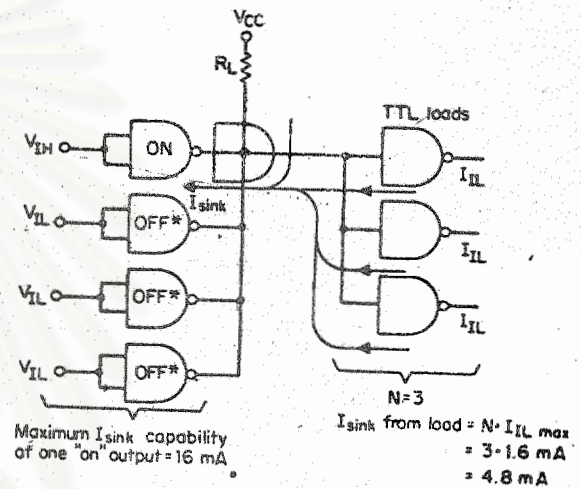 VCC
RL
TTL loads
VIH
ON
IIL
Isink
VIL
OFF*
IIL
VIL
OFF*
IIL
VIL
OFF*
N=3
Maximum Isink capability
of one "on" output = 16 mA
Isink from load = N· IIL max
= 3·1.6 mA
= 4.8 mA